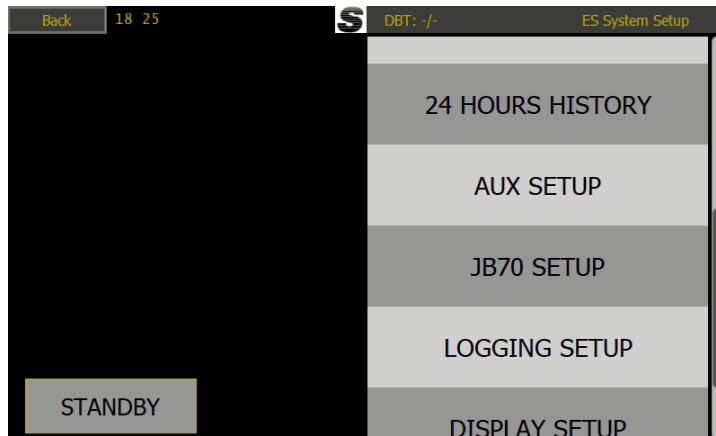 Back
18 25
S
DBT: -/-
ES System Setup
24 HOURS HISTORY
AUX SETUP
JB70 SETUP
LOGGING SETUP
STANDBY
DISPLAY SETUP